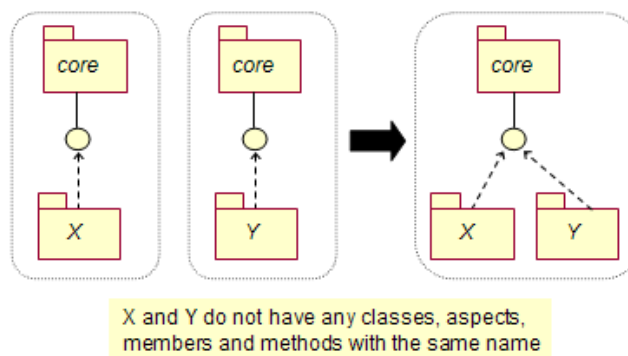 core
core
core
X
Y
X
Y
X and Y do not have any classes, aspects,
members and methods with the same name